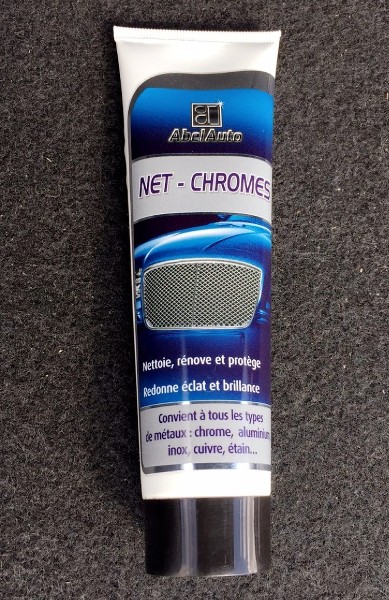 AbelAuto
NET - CHROMES
Nettoie, rénove et protège
Redonne éclat et brillance
Convient à tous les types
de métaux : chrome, aluminium
inox, cuivre, étain...